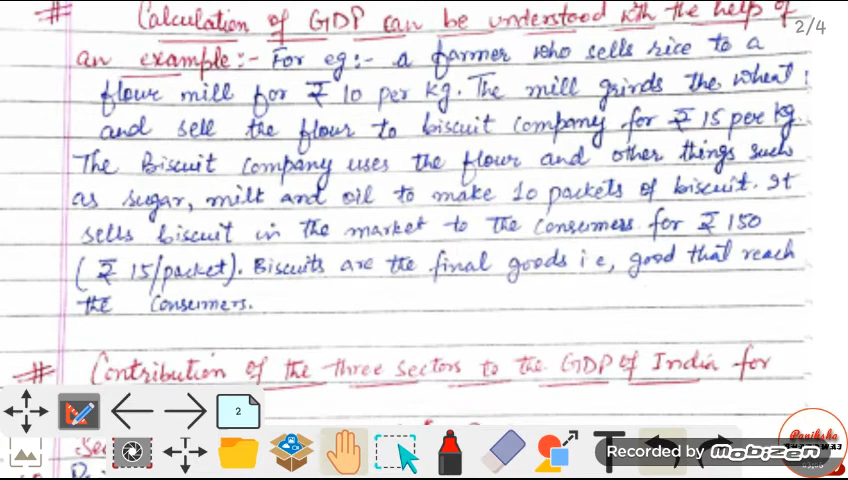 # Calculation of GDP can be understood with the help of
2/4
an example:- For eg:- a farmer who sells rice to a
flour mill for ₹ 10 per kg. The mill grinds the wheat
and sell the flour to biscuit company for ₹ 15 per kg.
The Biscuit company uses the flour and other things such
as sugar, milk and oil to make 10 packets of biscuit. It
sells biscuit in the market to the consumers for ₹ 150
(₹ 15/packet). Biscuits are the final goods i e, good that reach
the consumers.
# Contribution of the three sectors to the GDP of India for
2
Recorded by mobizen